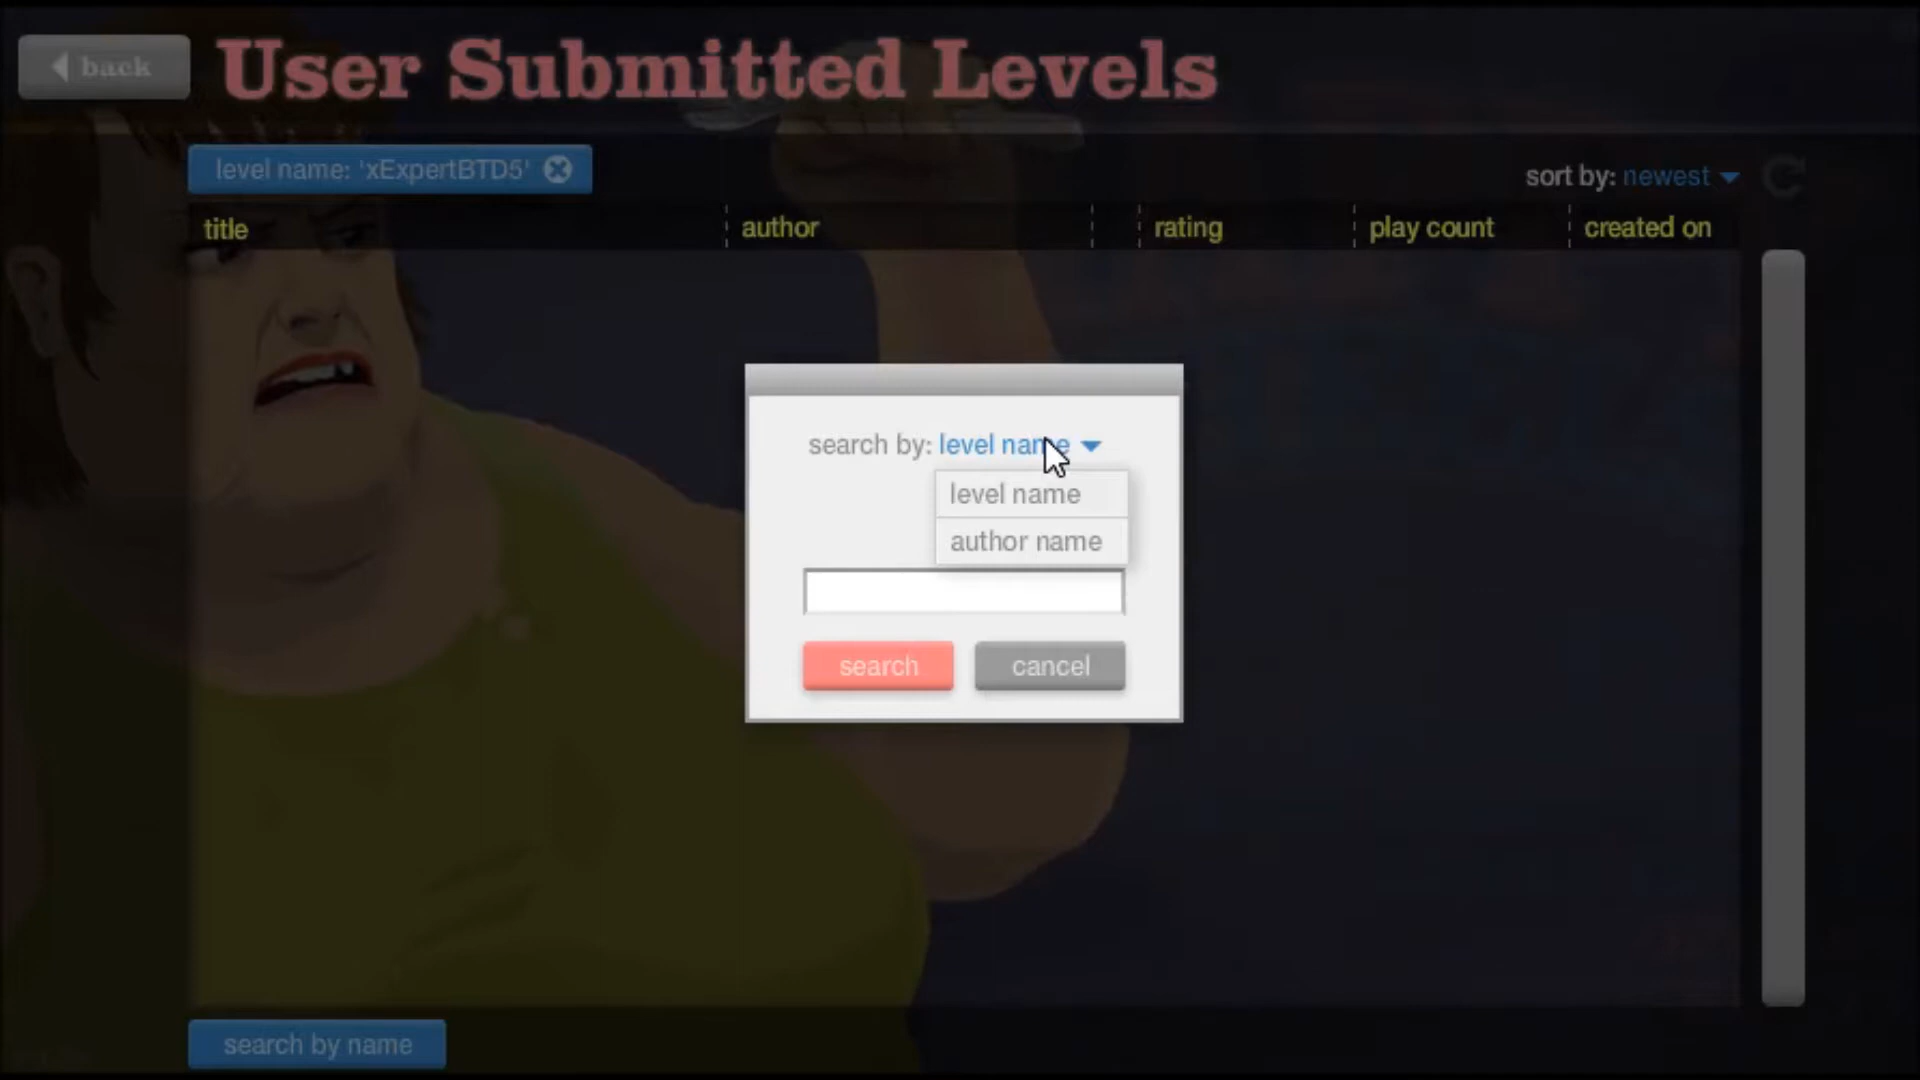 back
User Submitted Levels
level name: 'xExpertBTD5'
sort by: newest
title author rating play count created on
search by: level name
level name
author name
search cancel
search by name